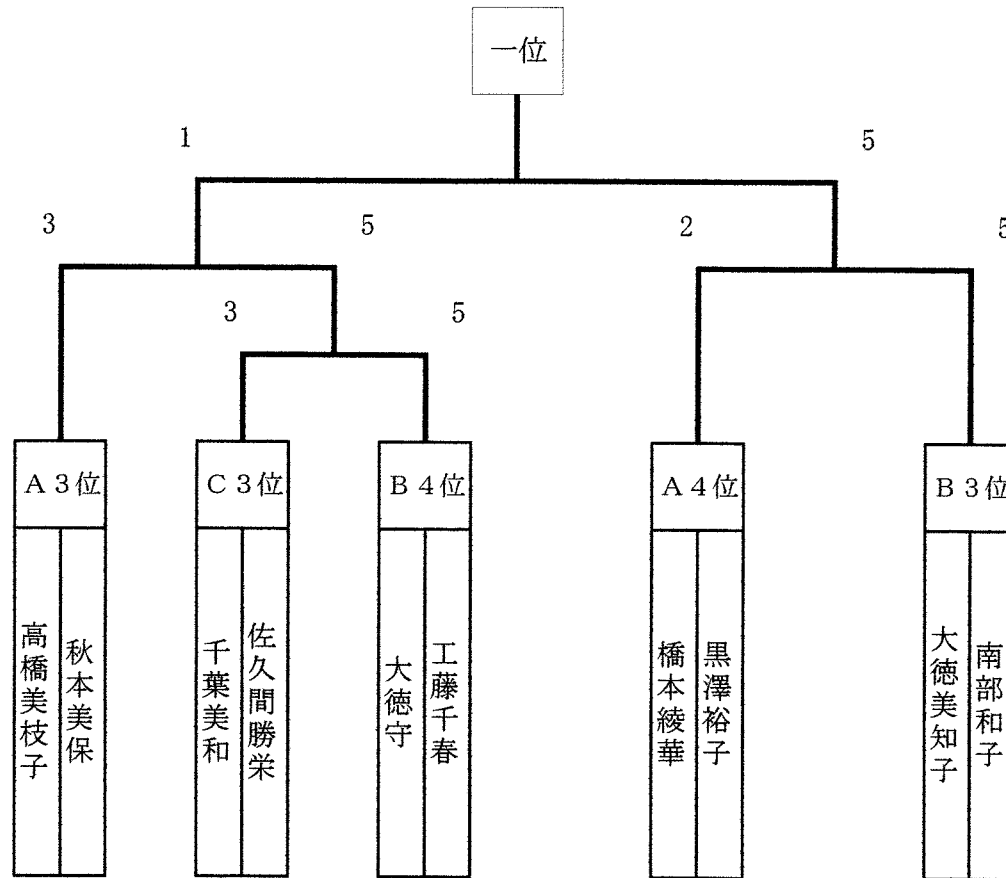 一位
1
5
3
5
2
5
3
5
A3位
C3位
B4位
A4位
B3位
高橋美枝子
秋本美保
千葉美和
佐久間勝栄
大徳守
工藤千春
橋本綾華
黒澤裕子
大徳美知子
南部和子